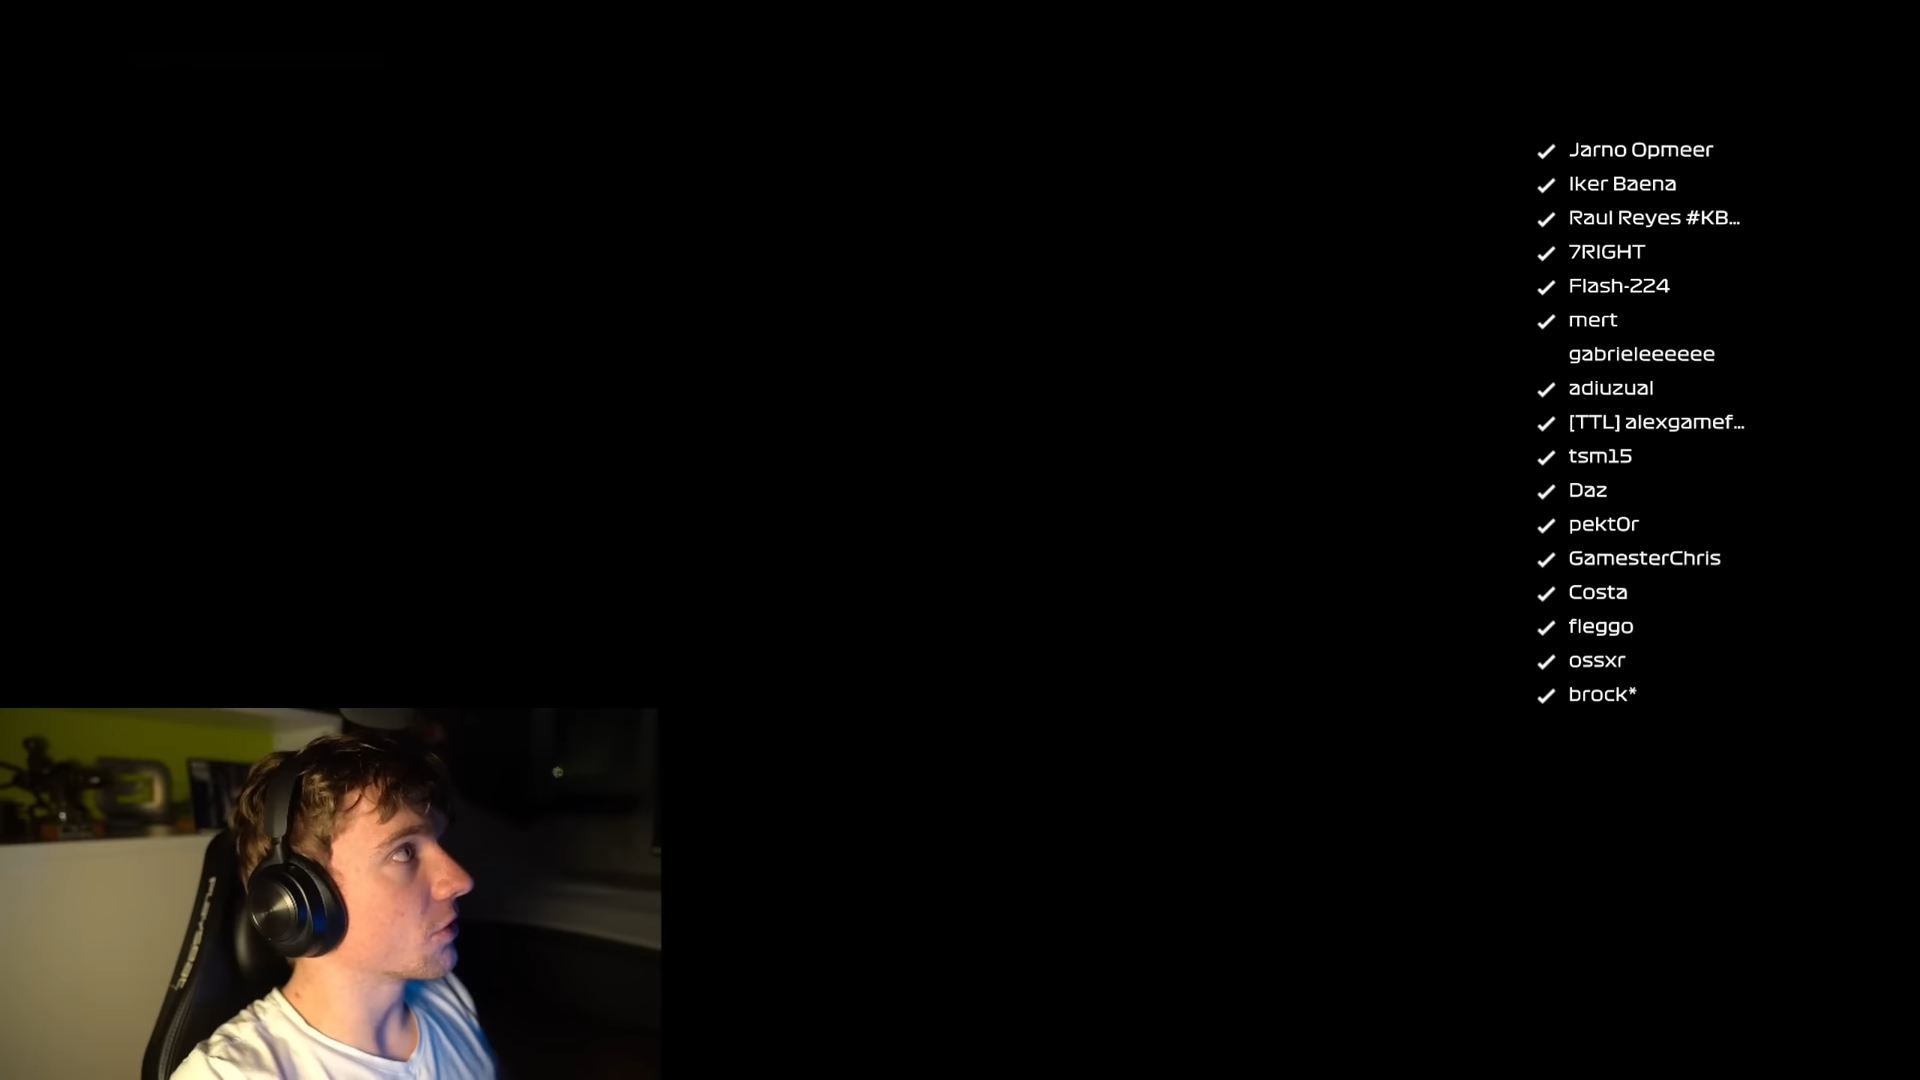 Jarno Opmeer
Iker Baena
Raul Reyes #KB...
7RIGHT
Flash-224
mert
gabrieleeeeee
adiuzual
[TTL] alexgamef...
tsm15
Daz
pekt0r
GamesterChris
Costa
fleggo
ossxr
brock*